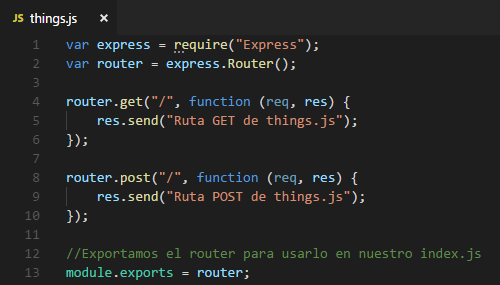 JS things.js ×
1 var express = require("Express");
2 var router = express.Router();
3
4 router.get("/", function (req, res) {
5     res.send("Ruta GET de things.js");
6 });
7
8 router.post("/", function (req, res) {
9     res.send("Ruta POST de things.js");
10 });
11
12 //Exportamos el router para usarlo en nuestro index.js
13 module.exports = router;